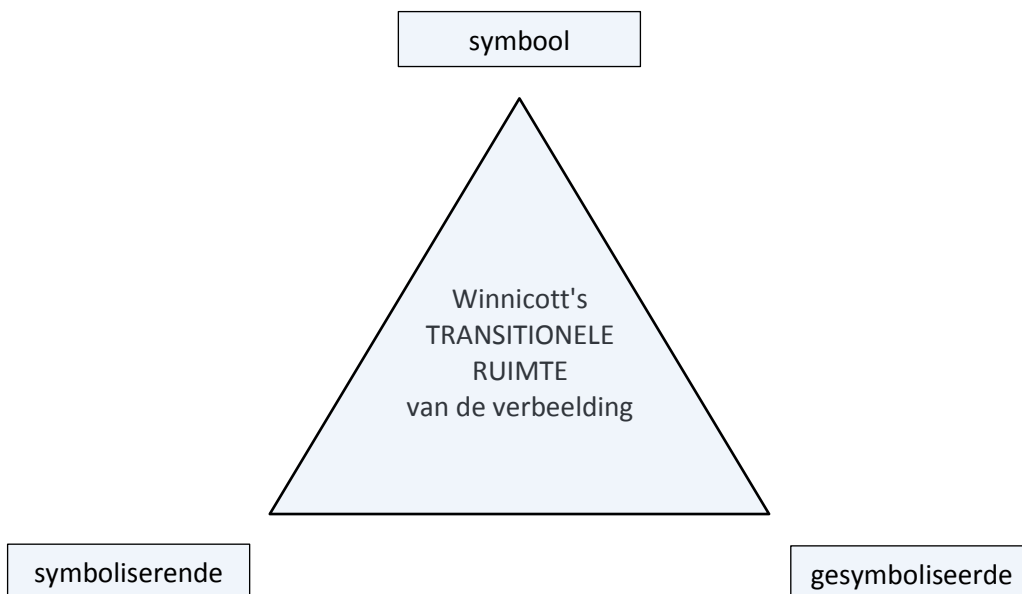 symbool
Winnicott's
TRANSITIONELE
RUIMTE
van de verbeelding
symboliserende
gesymboliseerde